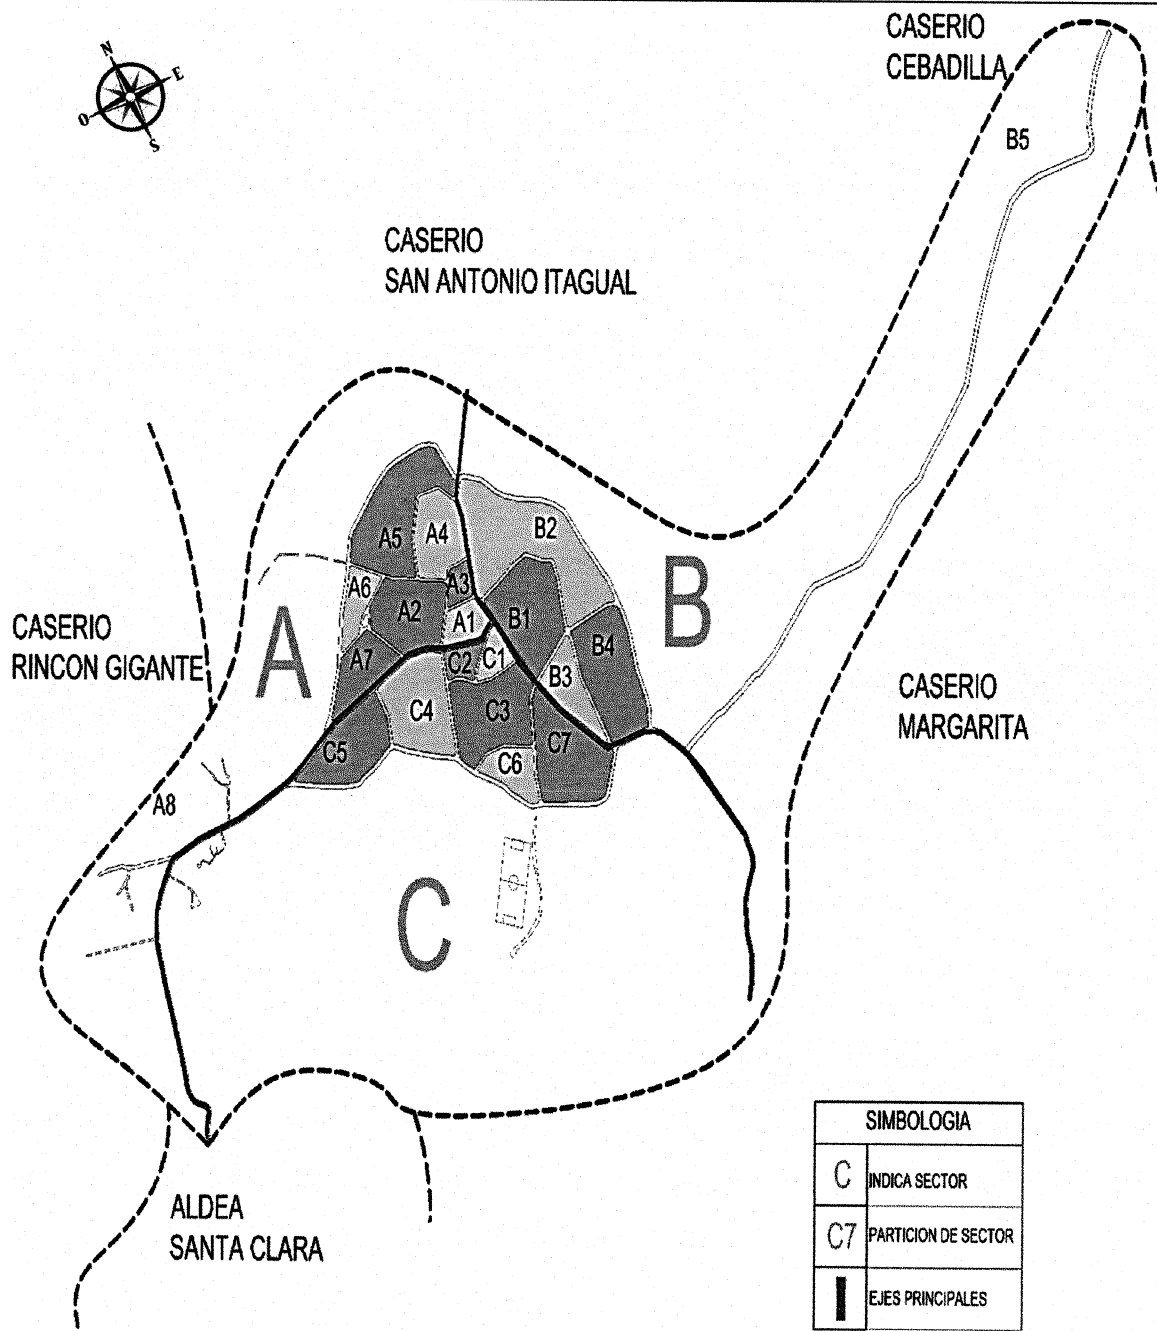 CASERIO
CEBADILLA
N
E
O
S
B5
CASERIO
SAN ANTONIO ITAGUAL
A5
A4
B2
A6
A3
A2
A1
B1
B
CASERIO
RINCON GIGANTE
A
A7
C2
C1
B3
B4
C4
C3
CASERIO
MARGARITA
C5
C6
C7
A8
C
SIMBOLOGIA
C INDICA SECTOR
C7 PARTICION DE SECTOR
EJES PRINCIPALES
ALDEA
SANTA CLARA